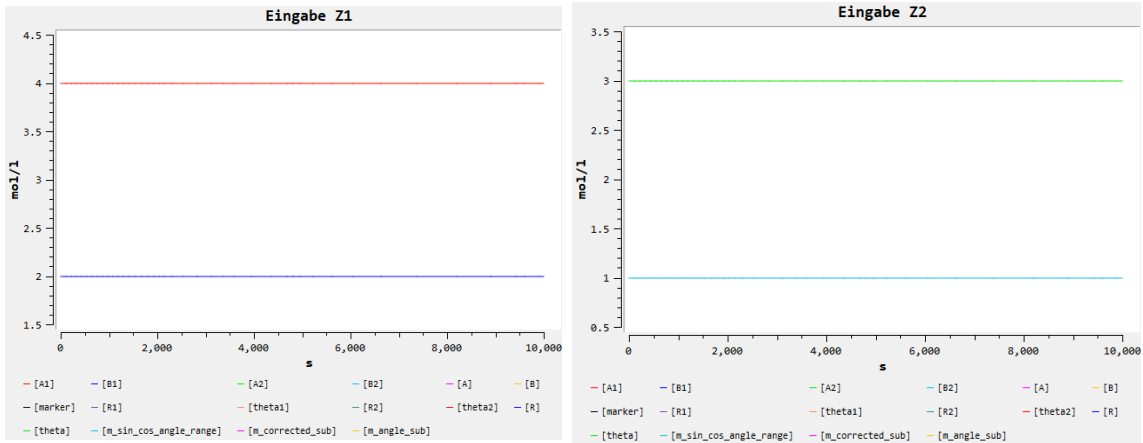 Eingabe Z1
4.5
4
3.5
3
2.5
2
1.5
mol/l
0 2,000 4,000 6,000 8,000 10,000
s
[A1] [B1] [A2] [B2] [A] [B]
[marker] [R1] [theta1] [R2] [theta2] [R]
[theta] [m_sin_cos_angle_range] [m_corrected_sub] [m_angle_sub]
Eingabe Z2
3.5
3
2.5
2
1.5
1
0.5
mol/l
0 2,000 4,000 6,000 8,000 10,000
s
[A1] [B1] [A2] [B2] [A] [B]
[marker] [R1] [theta1] [R2] [theta2] [R]
[theta] [m_sin_cos_angle_range] [m_corrected_sub] [m_angle_sub]